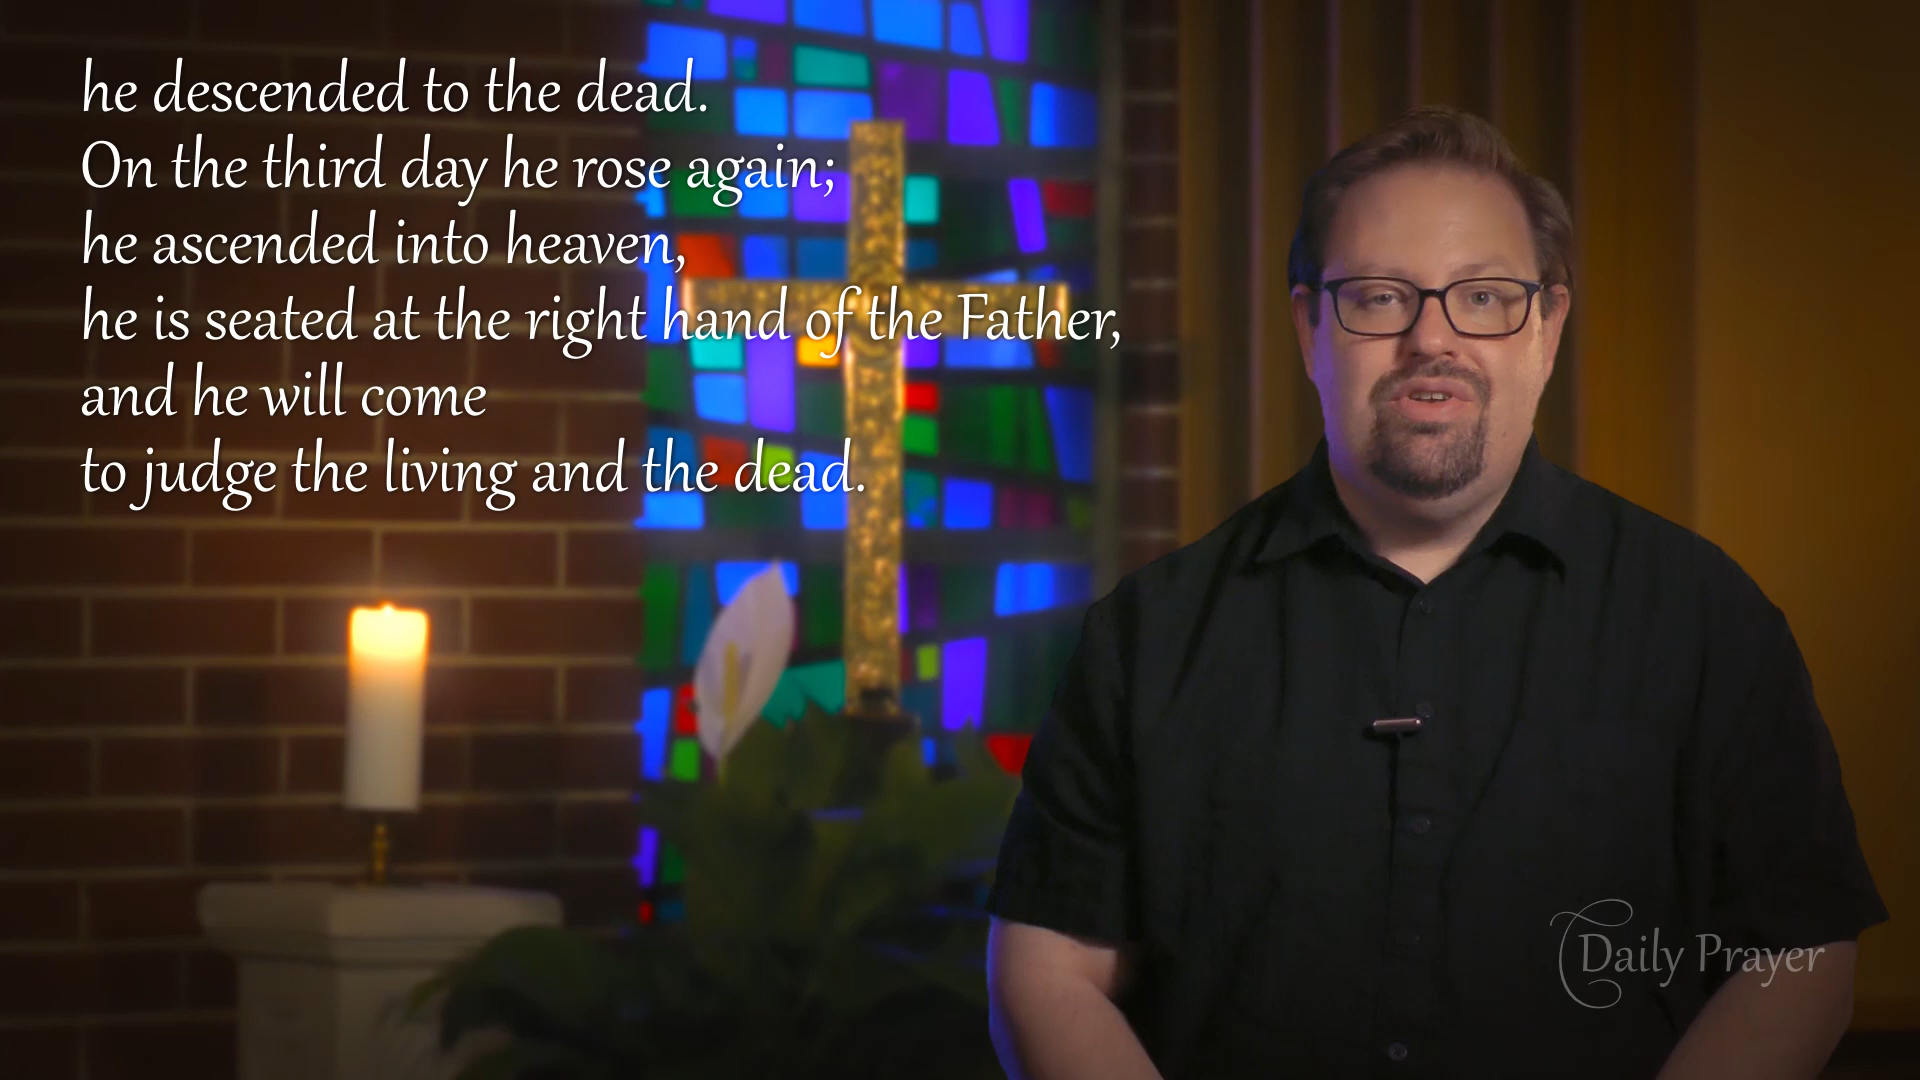 he descended to the dead.
On the third day he rose again;
he ascended into heaven,
he is seated at the right hand of the Father,
and he will come
to judge the living and the dead.
Daily Prayer